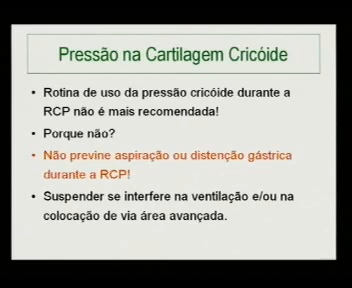 Pressão na Cartilagem Cricóide
• Rotina de uso da pressão cricóide durante a
RCP não é mais recomendada!
• Porque não?
• Não previne aspiração ou distenção gástrica
durante a RCP!
• Suspender se interfere na ventilação e/ou na
colocação de via área avançada.